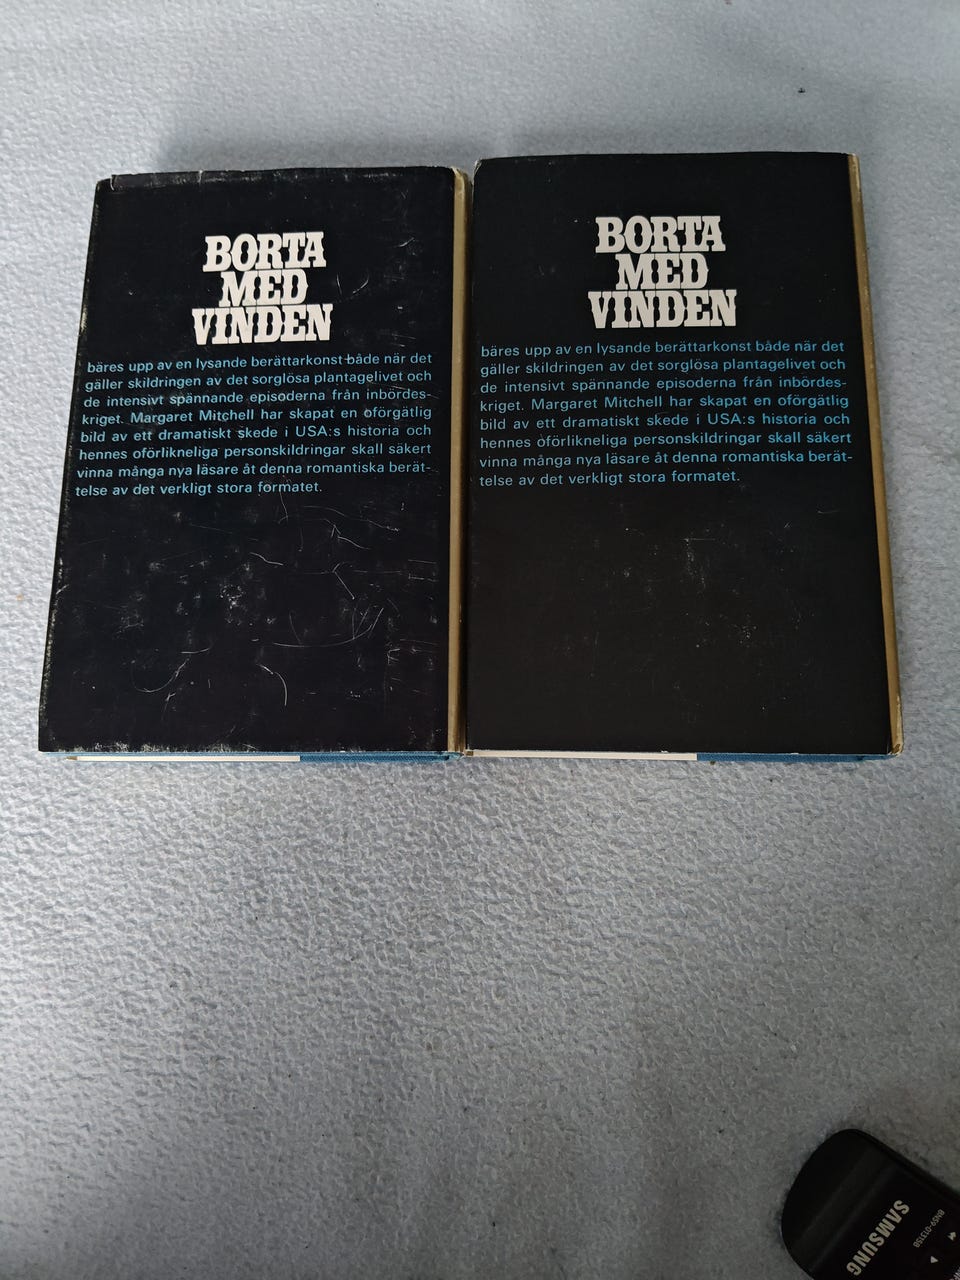 BORTA
MED
VINDEN
bäres upp av en lysande berättarkonst både när det
gäller skildringen av det sorglösa plantagelivet och
de intensivt spännande episoderna från inbördes-
kriget. Margaret Mitchell har skapat en oförgätlig
bild av ett dramatiskt skede i USA:s historia och
hennes oförlikneliga personskildringar skall säkert
vinna många nya läsare åt denna romantiska berät-
telse av det verkligt stora formatet.
BORTA
MED
VINDEN
bäres upp av en lysande berättarkonst både när det
gäller skildringen av det sorglösa plantagelivet och
de intensivt spännande episoderna från inbördes-
kriget. Margaret Mitchell har skapat en oförgätlig
bild av ett dramatiskt skede i USA:s historia och
hennes oförlikneliga personskildringar skall säkert
vinna många nya läsare åt denna romantiska berät-
telse av det verkligt stora formatet.
SAMSUNG
BN59-01315B